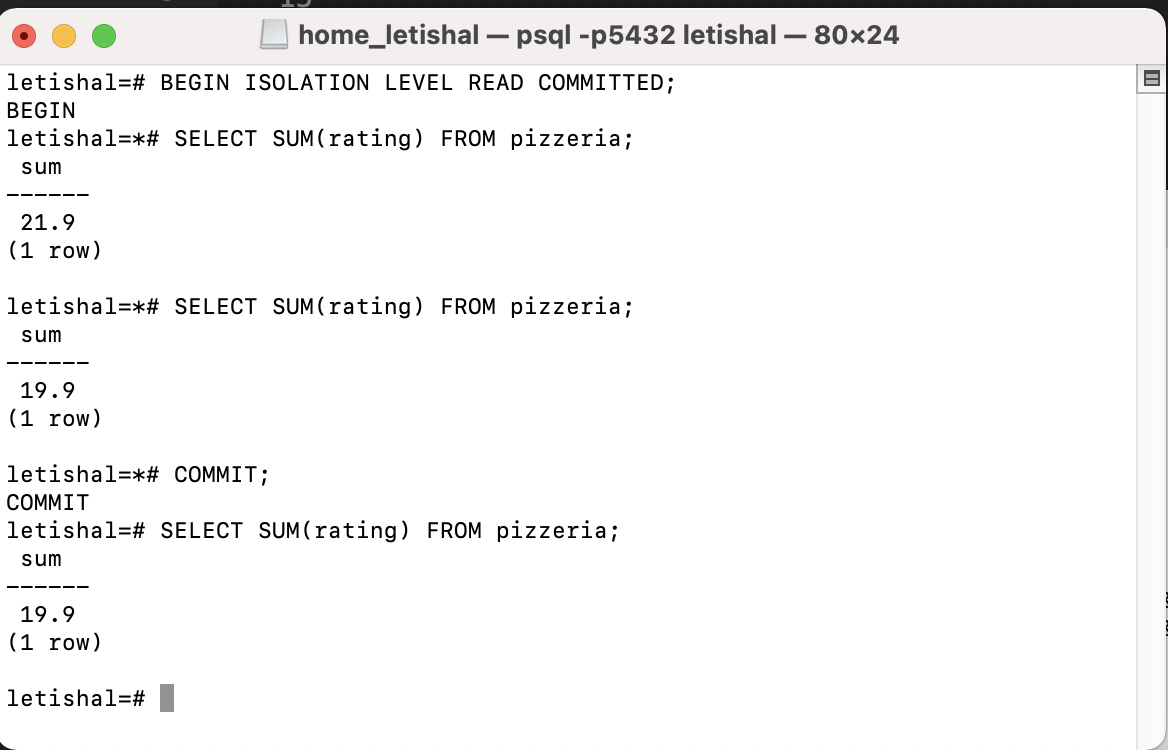 home_letishal — psql -p5432 letishal — 80×24
letishal=# BEGIN ISOLATION LEVEL READ COMMITTED;
BEGIN
letishal=*# SELECT SUM(rating) FROM pizzeria;
 sum
------
 21.9
(1 row)

letishal=*# SELECT SUM(rating) FROM pizzeria;
 sum
------
 19.9
(1 row)

letishal=*# COMMIT;
COMMIT
letishal=# SELECT SUM(rating) FROM pizzeria;
 sum
------
 19.9
(1 row)

letishal=#